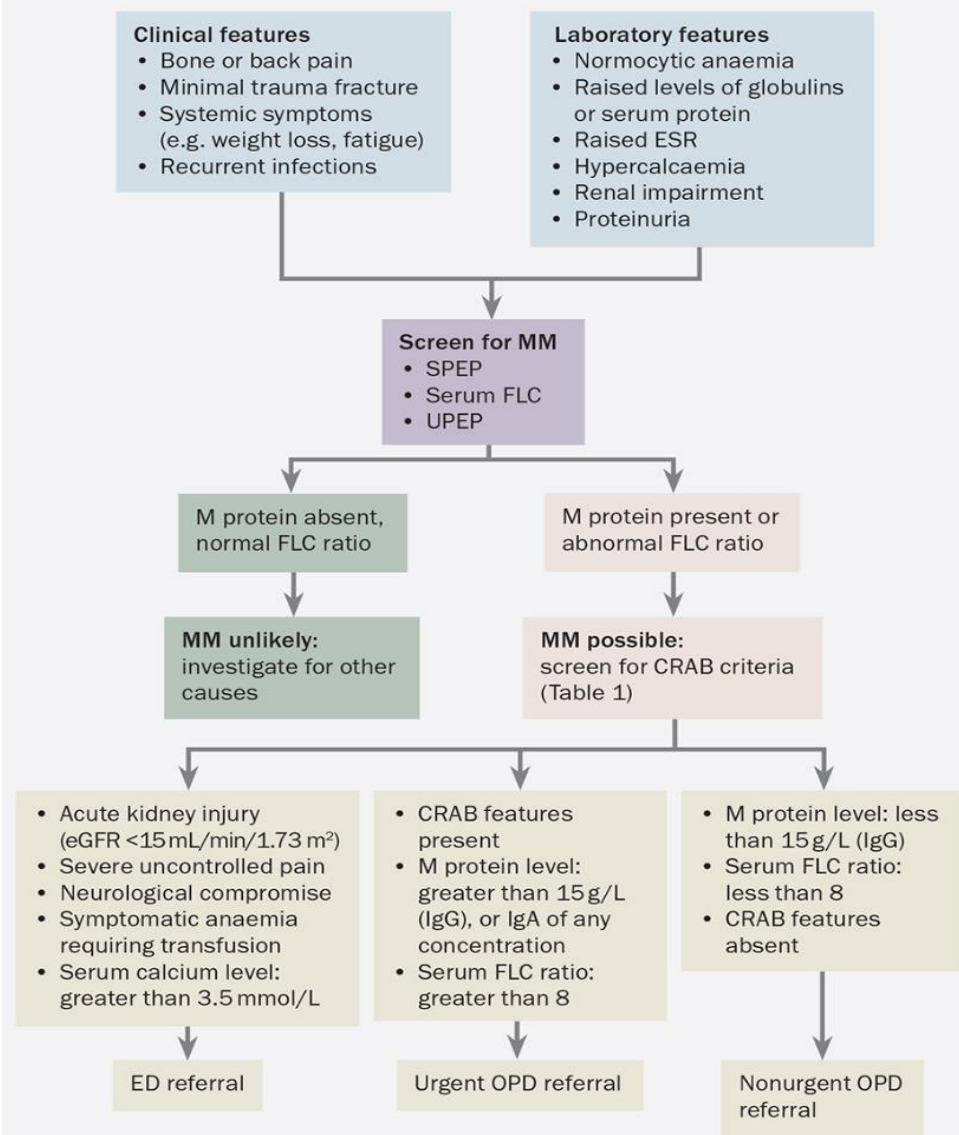 Clinical features
• Bone or back pain
• Minimal trauma fracture
• Systemic symptoms
(e.g. weight loss, fatigue)
• Recurrent infections
Laboratory features
• Normocytic anaemia
• Raised levels of globulins
or serum protein
• Raised ESR
• Hypercalcaemia
• Renal impairment
• Proteinuria
Screen for MM
• SPEP
• Serum FLC
• UPEP
M protein absent,
normal FLC ratio
M protein present or
abnormal FLC ratio
MM unlikely:
investigate for other
causes
MM possible:
screen for CRAB criteria
(Table 1)
• Acute kidney injury
(eGFR <15 mL/min/1.73 m²)
• Severe uncontrolled pain
• Neurological compromise
• Symptomatic anaemia
requiring transfusion
• Serum calcium level:
greater than 3.5 mmol/L
• CRAB features
present
• M protein level:
greater than 15 g/L
(IgG), or IgA of any
concentration
• Serum FLC ratio:
greater than 8
• M protein level: less
than 15 g/L (IgG)
• Serum FLC ratio:
less than 8
• CRAB features
absent
ED referral
Urgent OPD referral
Nonurgent OPD
referral